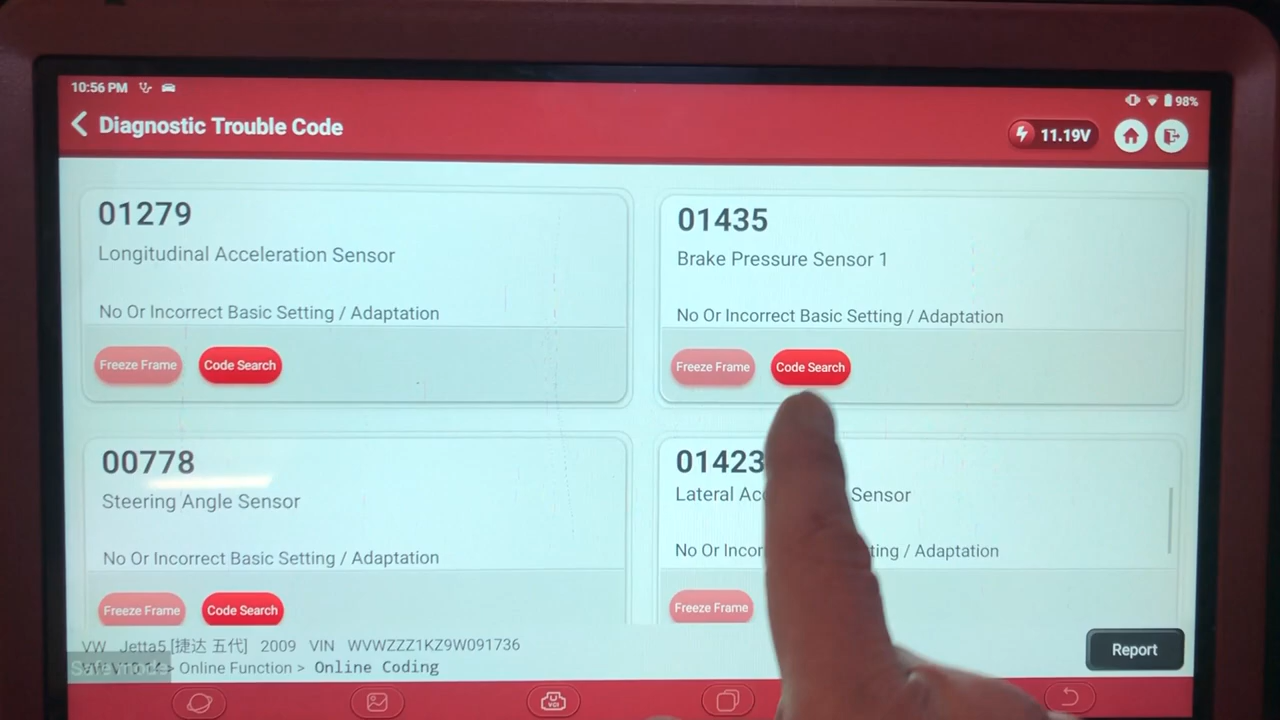 10:56 PM
98%
Diagnostic Trouble Code
11.19V
01279
Longitudinal Acceleration Sensor
No Or Incorrect Basic Setting / Adaptation
Freeze Frame
Code Search
01435
Brake Pressure Sensor 1
No Or Incorrect Basic Setting / Adaptation
Freeze Frame
Code Search
00778
Steering Angle Sensor
No Or Incorrect Basic Setting / Adaptation
Freeze Frame
Code Search
01423
Lateral Sensor
No Or / Adaptation
Freeze Frame
VW Jetta5 [捷达 五代] 2009 VIN WVWZZZ1KZ9W091736
> Online Function > Online Coding
Safe mode
Report
VCI